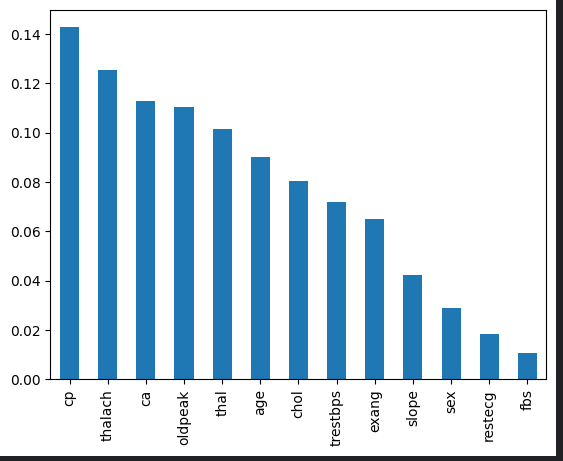 0.14
0.12
0.10
0.08
0.06
0.04
0.02
0.00
cp
thalach
ca
oldpeak
thal
age
chol
trestbps
exang
slope
sex
restecg
fbs